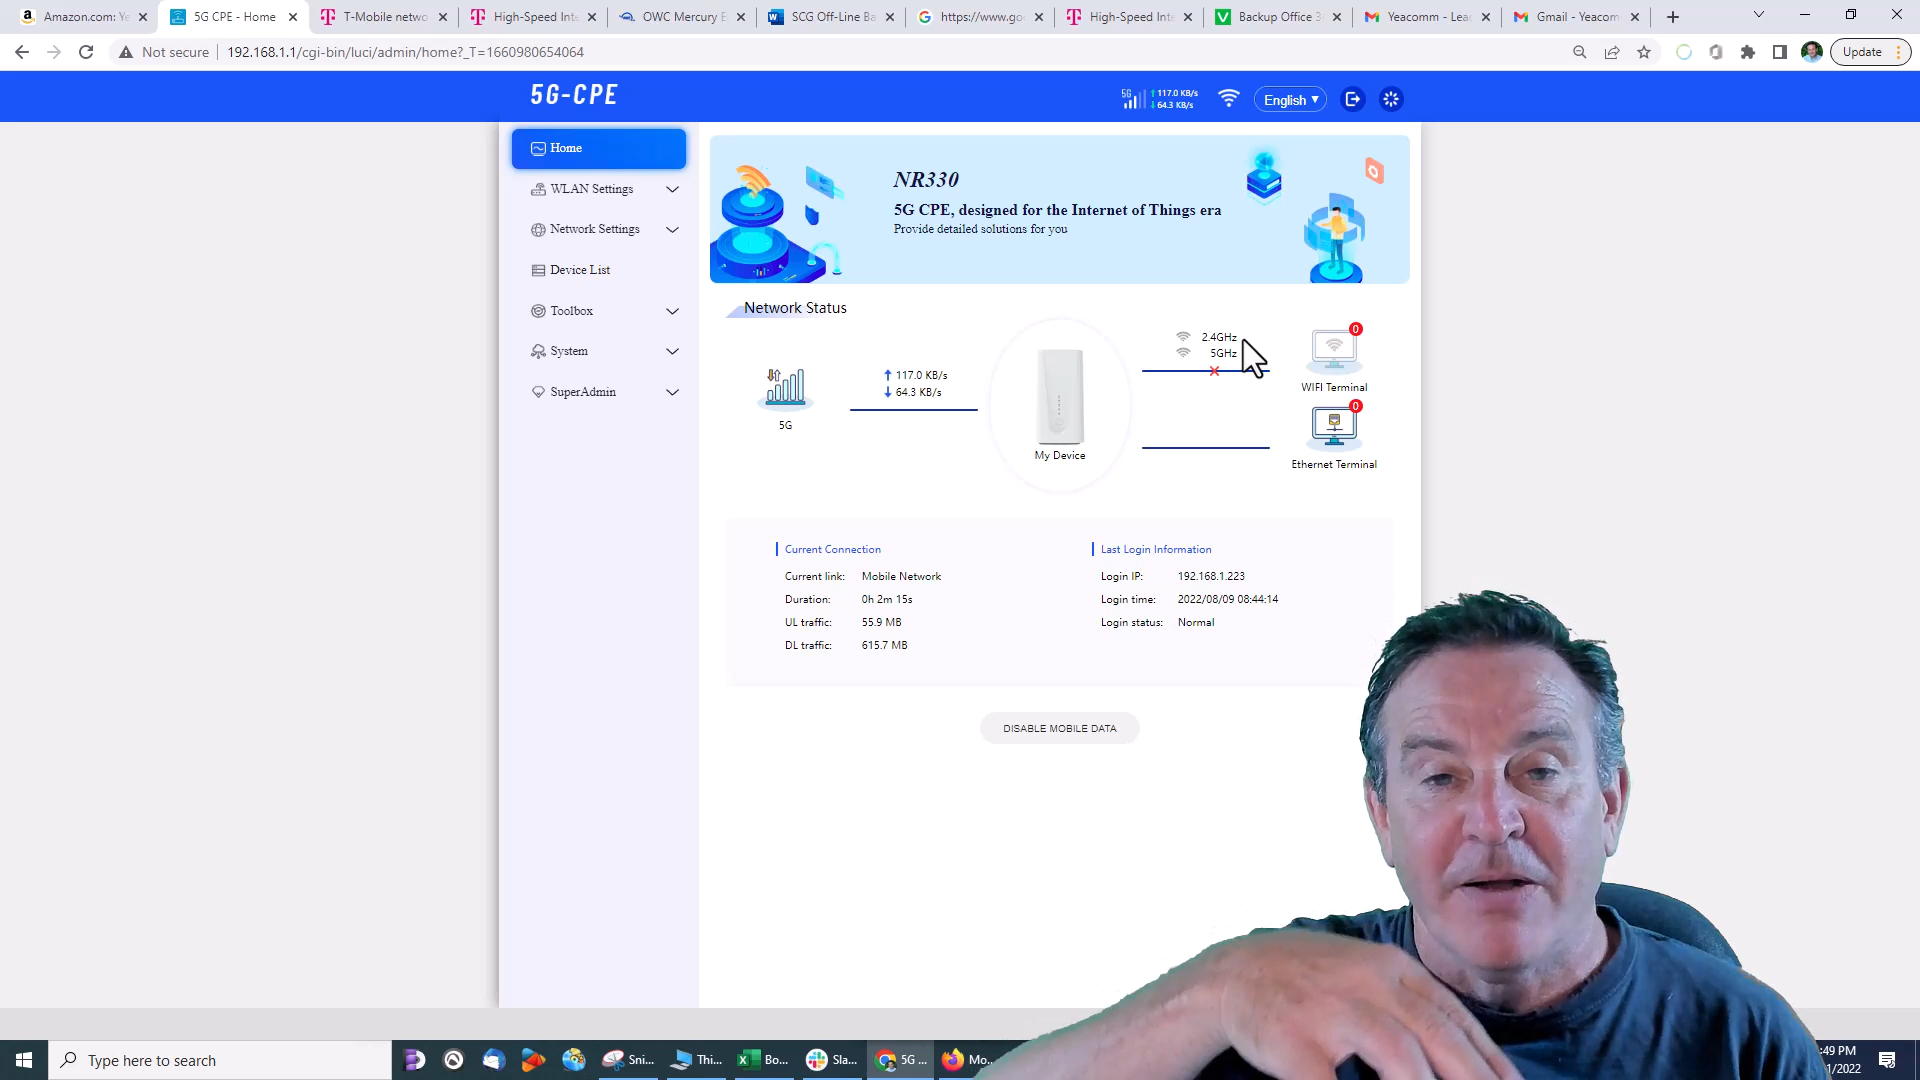 Amazon.com: Ye
5G CPE - Home
T-Mobile netwo
High-Speed Inte
OWC Mercury E
SCG Off-Line Ba
https://www.goo
High-Speed Inte
Backup Office 3
Yeacomm - Lea
Gmail - Yeacom
Not secure
192.168.1.1/cgi-bin/luci/admin/home?_T=1660980654064
Update
5G-CPE
5G
117.0 KB/s
64.3 KB/s
English
Home
WLAN Settings
Network Settings
Device List
Toolbox
System
SuperAdmin
NR330
5G CPE, designed for the Internet of Things era
Provide detailed solutions for you
Network Status
5G
117.0 KB/s
64.3 KB/s
My Device
2.4GHz
5GHz
0
WIFI Terminal
0
Ethernet Terminal
Current Connection
Current link: Mobile Network
Duration: 0h 2m 15s
UL traffic: 55.9 MB
DL traffic: 615.7 MB
Last Login Information
Login IP: 192.168.1.223
Login time: 2022/08/09 08:44:14
Login status: Normal
DISABLE MOBILE DATA
Type here to search
Sni...
Thi...
Bo...
Sla...
5G ...
Mo...
:49 PM
1/2022